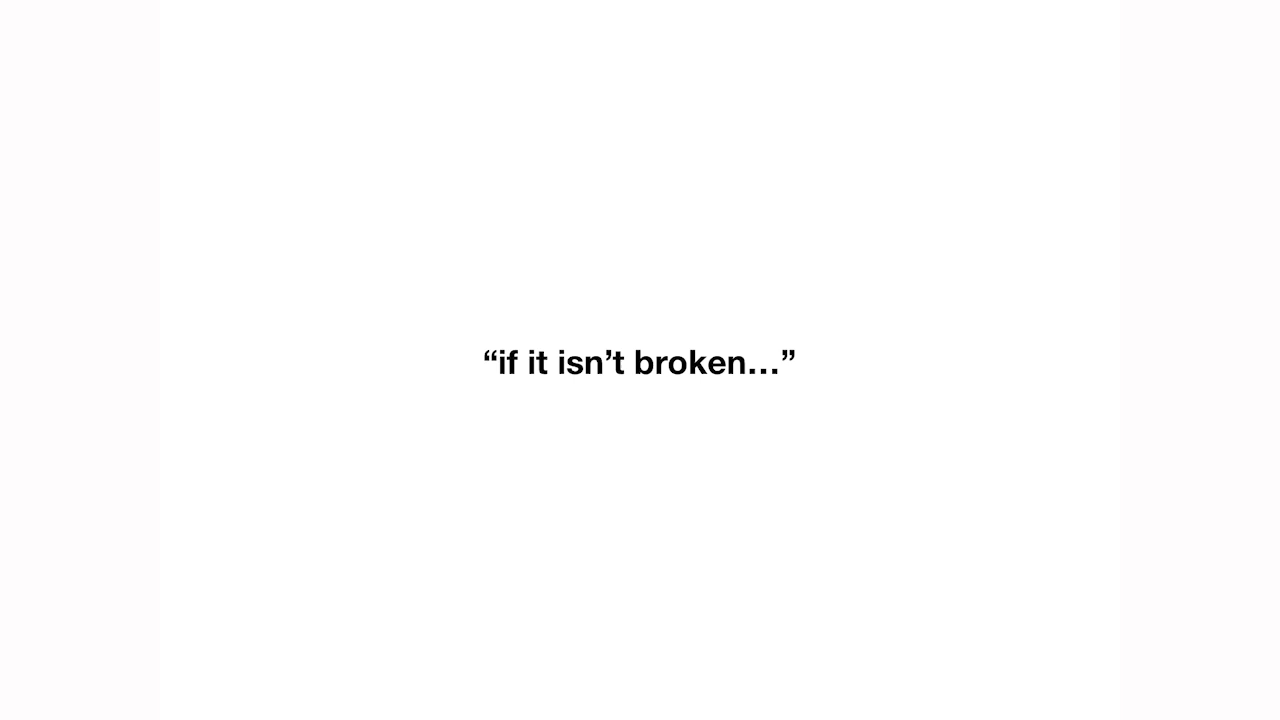 “if it isn’t broken…”